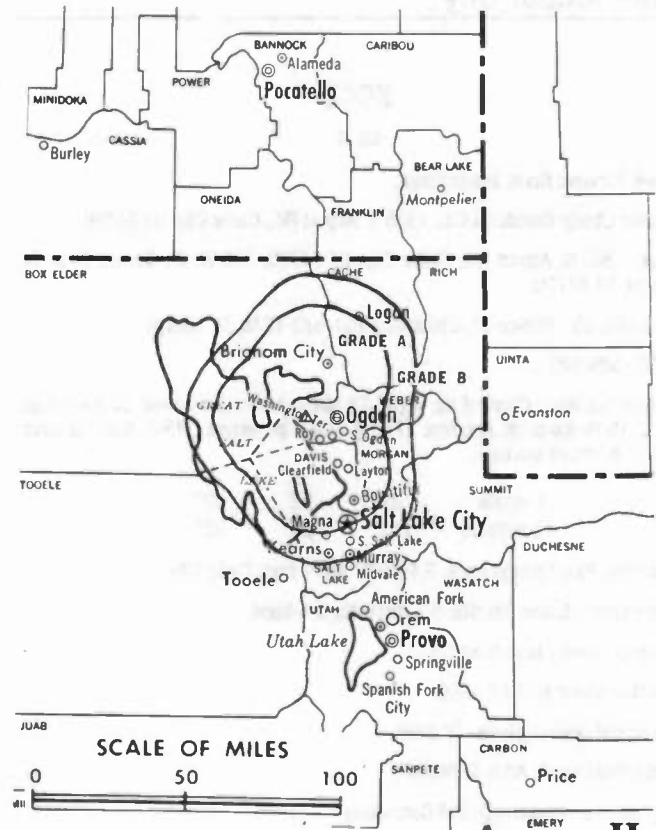 BANNOCK CARIBOU
Alameda
POWER
Pocatello
MINIDOKA
CASSIA
Burley
BEAR LAKE
ONEIDA
Montpelier
FRANKLIN
BOX ELDER
CACHE RICH
Logan
GRADE A
Brigham City
UINTA
GRADE B
WEBER
GREAT
Washington Ter.
Ogden
Evanston
Roy
S. Ogden
SALT
DAVIS
MORGAN
Clearfield
Layton
TOOELE
LAKE
SUMMIT
Bountiful
Magna
Salt Lake City
S. Salt Lake
DUCHESNE
Kearns
Murray
SALT LAKE
Midvale
WASATCH
Tooele
American Fork
UTAH
Orem
Utah Lake
Provo
Springville
Spanish Fork City
JUAB
SCALE OF MILES
CARBON
0 50 100
SANPETE
Price
EMERY